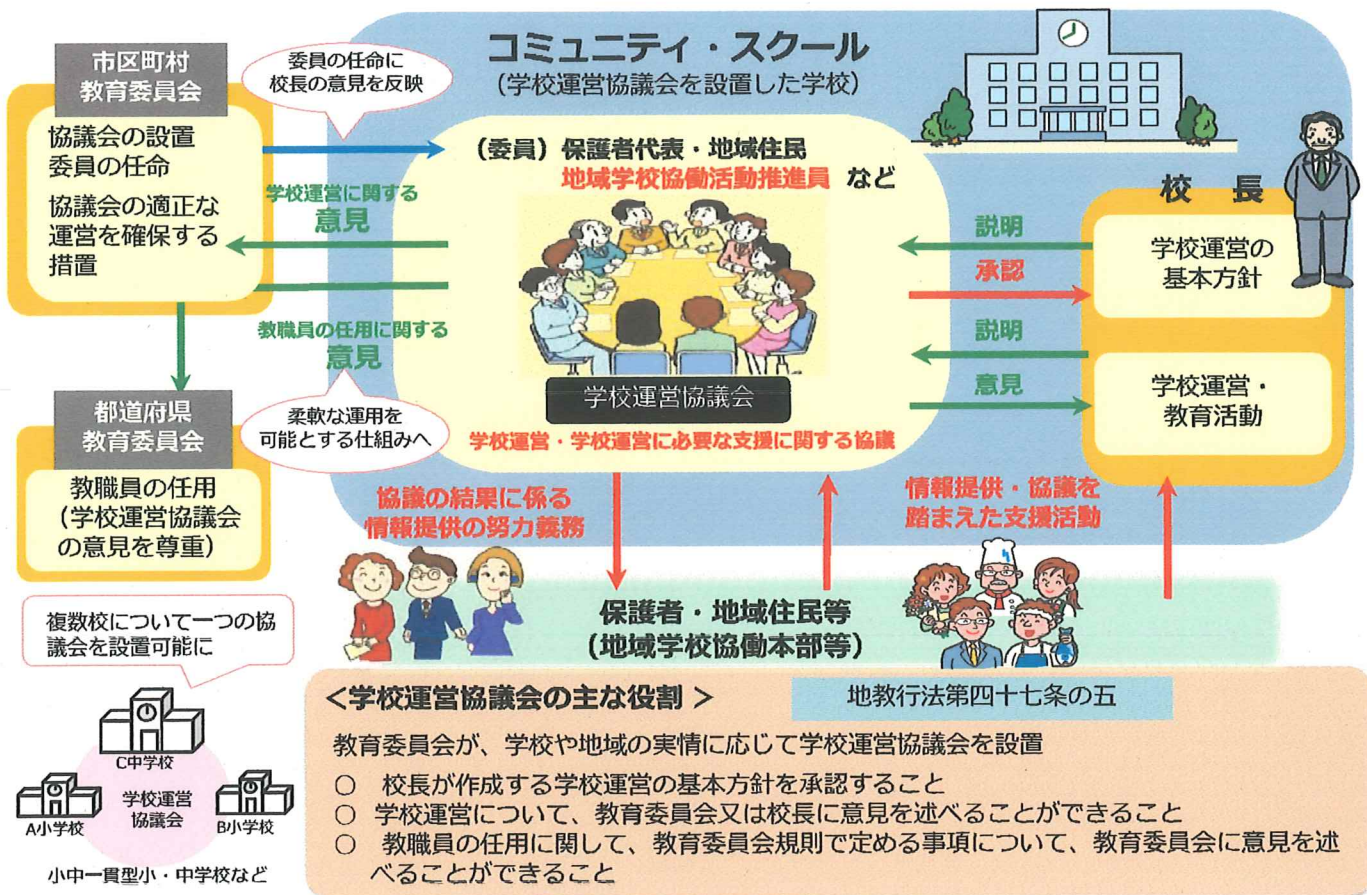 コミュニティ・スクール
(学校運営協議会を設置した学校)
市区町村
教育委員会
協議会の設置
委員の任命
協議会の適正な
運営を確保する
措置
委員の任命に
校長の意見を反映
学校運営に関する
意見
教職員の任用に関する
意見
柔軟な運用を
可能とする仕組みへ
都道府県
教育委員会
教職員の任用
(学校運営協議会
の意見を尊重)
(委員) 保護者代表・地域住民
地域学校協働活動推進員 など
学校運営協議会
学校運営・学校運営に必要な支援に関する協議
校 長
説明
承認
学校運営の
基本方針
説明
意見
学校運営・
教育活動
協議の結果に係る
情報提供の努力義務
情報提供・協議を
踏まえた支援活動
保護者・地域住民等
(地域学校協働本部等)
複数校について一つの協
議会を設置可能に
C中学校
学校運営
協議会
A小学校
B小学校
小中一貫型小・中学校など
<学校運営協議会の主な役割 >
地教行法第四十七条の五
教育委員会が、学校や地域の実情に応じて学校運営協議会を設置
○ 校長が作成する学校運営の基本方針を承認すること
○ 学校運営について、教育委員会又は校長に意見を述べることができること
○ 教職員の任用に関して、教育委員会規則で定める事項について、教育委員会に意見を述
べることができること